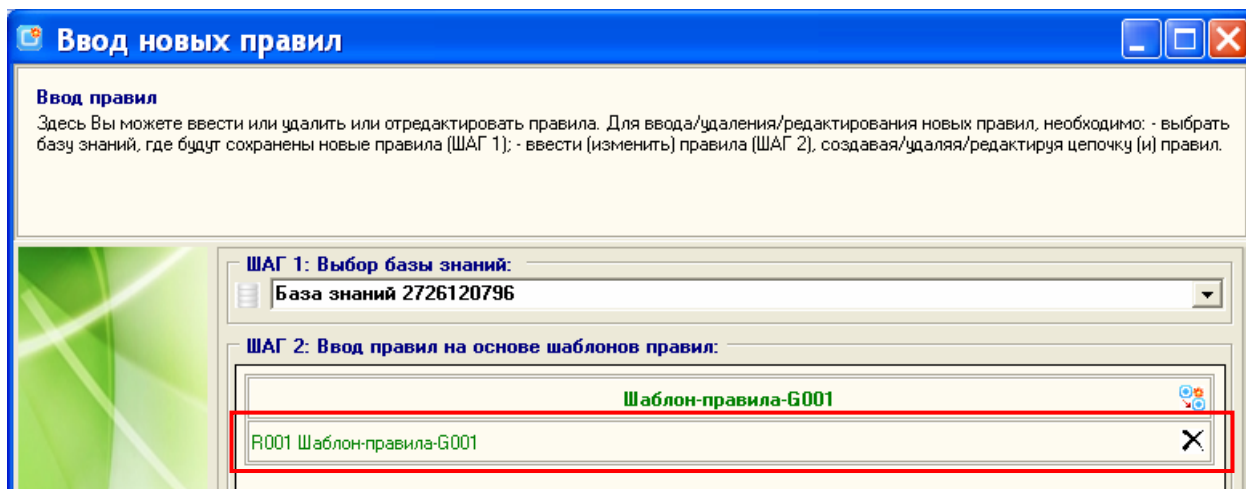 Ввод новых правил
Ввод правил
Здесь Вы можете ввести или удалить или отредактировать правила. Для ввода/удаления/редактирования новых правил, необходимо: - выбрать
базу знаний, где будут сохранены новые правила (ШАГ 1); - ввести (изменить) правила (ШАГ 2), создавая/удаляя/редактируя цепочку (и) правил.
ШАГ 1: Выбор базы знаний:
База знаний 2726120796
ШАГ 2: Ввод правил на основе шаблонов правил:
Шаблон-правила-G001
R001 Шаблон-правила-G001